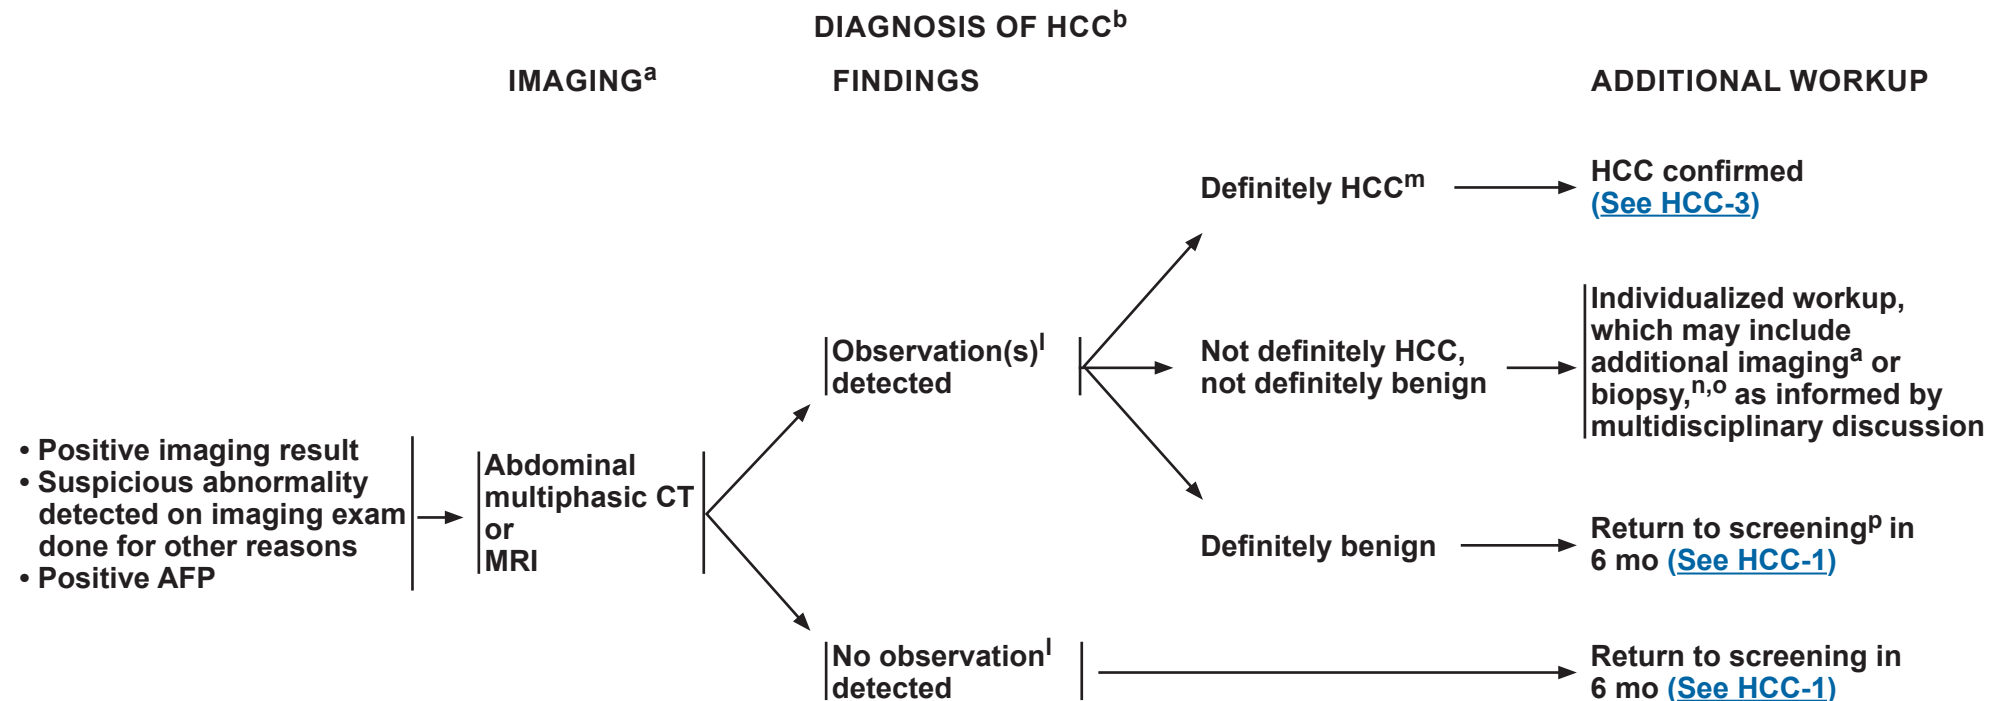 DIAGNOSIS OF HCCb
IMAGINGa
FINDINGS
ADDITIONAL WORKUP
• Positive imaging result
• Suspicious abnormality
detected on imaging exam
done for other reasons
• Positive AFP
Abdominal
multiphasic CT
or
MRI
Observation(s)l
detected
Definitely HCCm
HCC confirmed
(See HCC-3)
Not definitely HCC,
not definitely benign
Individualized workup,
which may include
additional imaginga or
biopsy,n,o as informed by
multidisciplinary discussion
Definitely benign
Return to screeningp in
6 mo (See HCC-1)
No observationl
detected
Return to screening in
6 mo (See HCC-1)